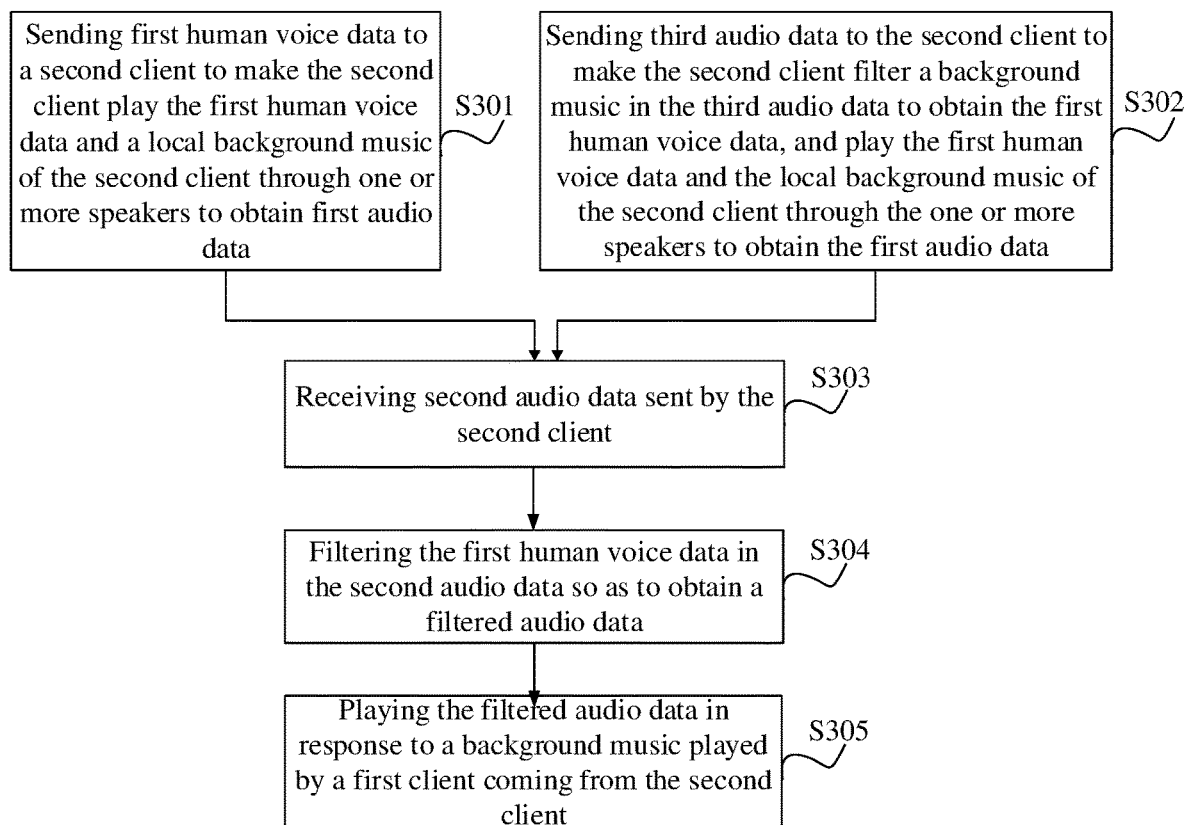 Sending first human voice data to
a second client to make the second
client play the first human voice
data and a local background music
of the second client through one or
more speakers to obtain first audio
data
S301
Sending third audio data to the second client to
make the second client filter a background
music in the third audio data to obtain the first
human voice data, and play the first human
voice data and the local background music of
the second client through the one or more
speakers to obtain the first audio data
S302
Receiving second audio data sent by the
second client
S303
Filtering the first human voice data in
the second audio data so as to obtain a
filtered audio data
S304
Playing the filtered audio data in
response to a background music played
by a first client coming from the second
client
S305